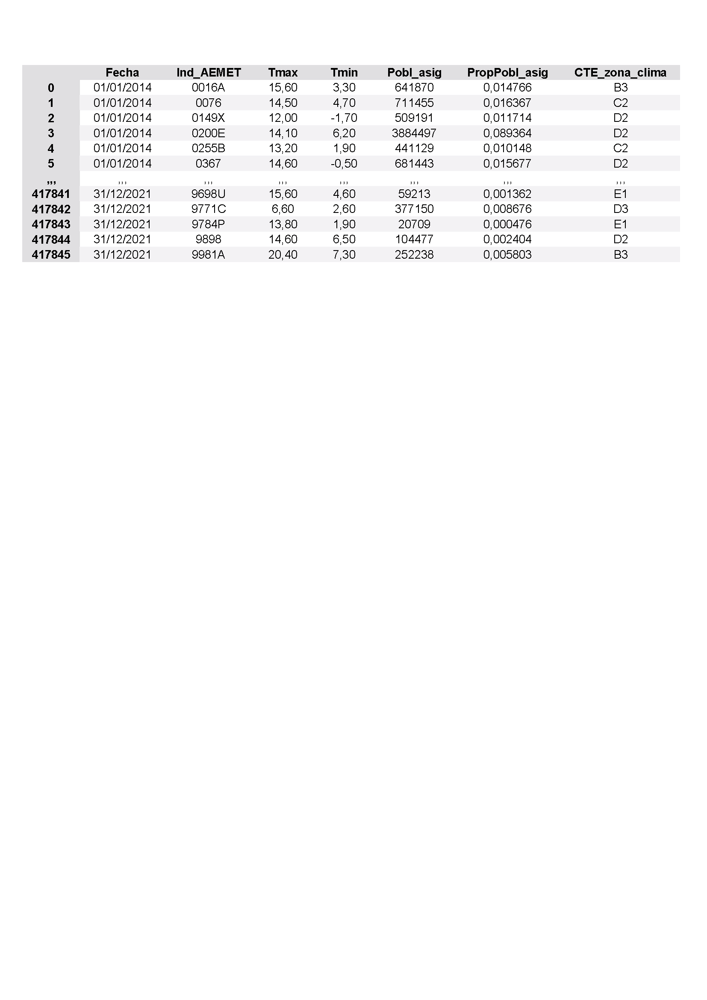 Fecha Ind_AEMET Tmax Tmin Pobl_asig PropPobl_asig CTE_zona_clima
0 01/01/2014 0016A 15,60 3,30 641870 0,014766 B3
1 01/01/2014 0076 14,50 4,70 711455 0,016367 C2
2 01/01/2014 0149X 12,00 -1,70 509191 0,011714 D2
3 01/01/2014 0200E 14,10 6,20 3884497 0,089364 D2
4 01/01/2014 0255B 13,20 1,90 441129 0,010148 C2
5 01/01/2014 0367 14,60 -0,50 681443 0,015677 D2
,,, ,,, ,,, ,,, ,,, ,,, ,,, ,,,
417841 31/12/2021 9698U 15,60 4,60 59213 0,001362 E1
417842 31/12/2021 9771C 6,60 2,60 377150 0,008676 D3
417843 31/12/2021 9784P 13,80 1,90 20709 0,000476 E1
417844 31/12/2021 9898 14,60 6,50 104477 0,002404 D2
417845 31/12/2021 9981A 20,40 7,30 252238 0,005803 B3